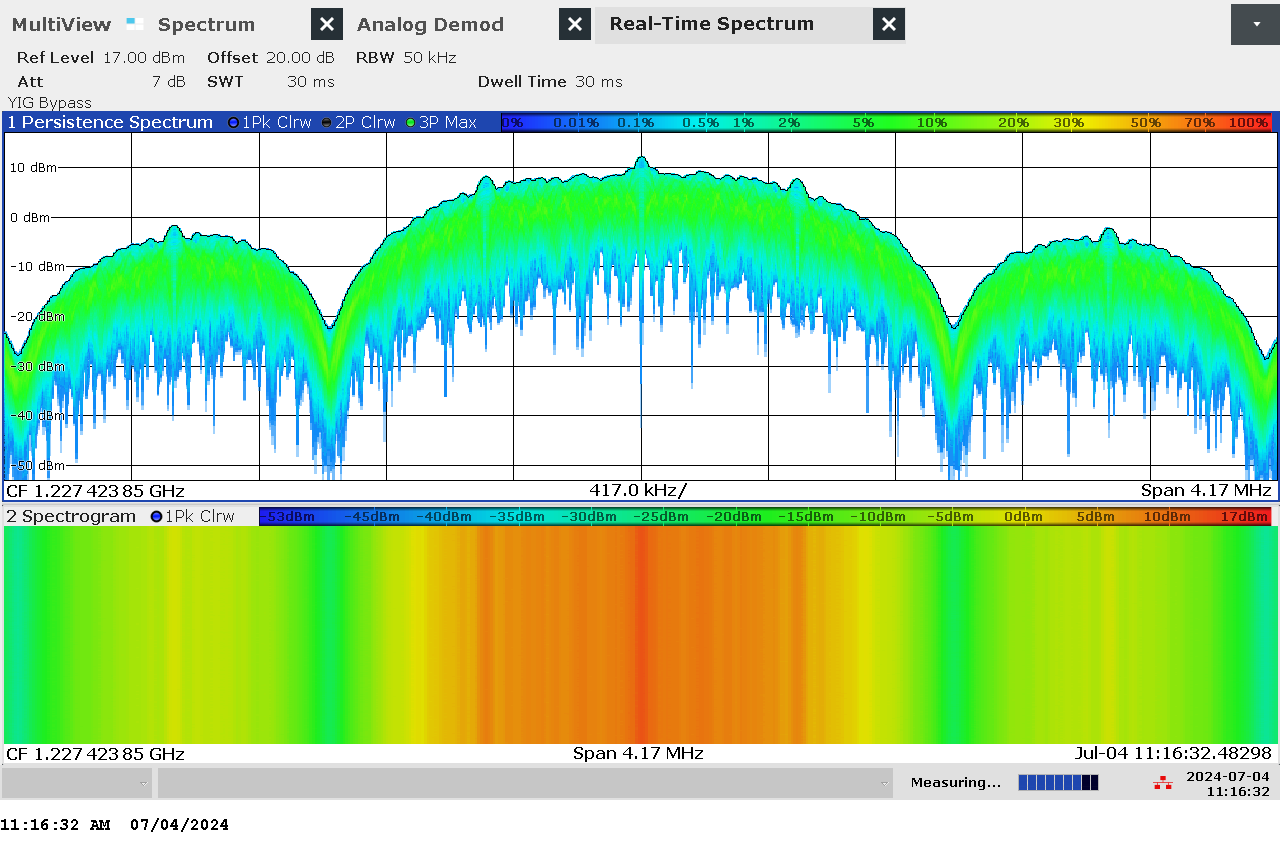 MultiView Spectrum Analog Demod Real-Time Spectrum
Ref Level 17.00 dBm Offset 20.00 dB RBW 50 kHz
Att 7 dB SWT 30 ms Dwell Time 30 ms
YIG Bypass
1 Persistence Spectrum 1Pk Clrw 2P Clrw 3P Max 0% 0.01% 0.1% 0.5% 1% 2% 5% 10% 20% 30% 50% 70% 100%
10 dBm
0 dBm
-10 dBm
-20 dBm
-30 dBm
-40 dBm
-50 dBm
CF 1.227 423 85 GHz 417.0 kHz/ Span 4.17 MHz
2 Spectrogram 1Pk Clrw -53dBm -45dBm -40dBm -35dBm -30dBm -25dBm -20dBm -15dBm -10dBm -5dBm 0dBm 5dBm 10dBm 17dBm
CF 1.227 423 85 GHz Span 4.17 MHz Jul-04 11:16:32.48298
Measuring... 2024-07-04
11:16:32
11:16:32 AM 07/04/2024